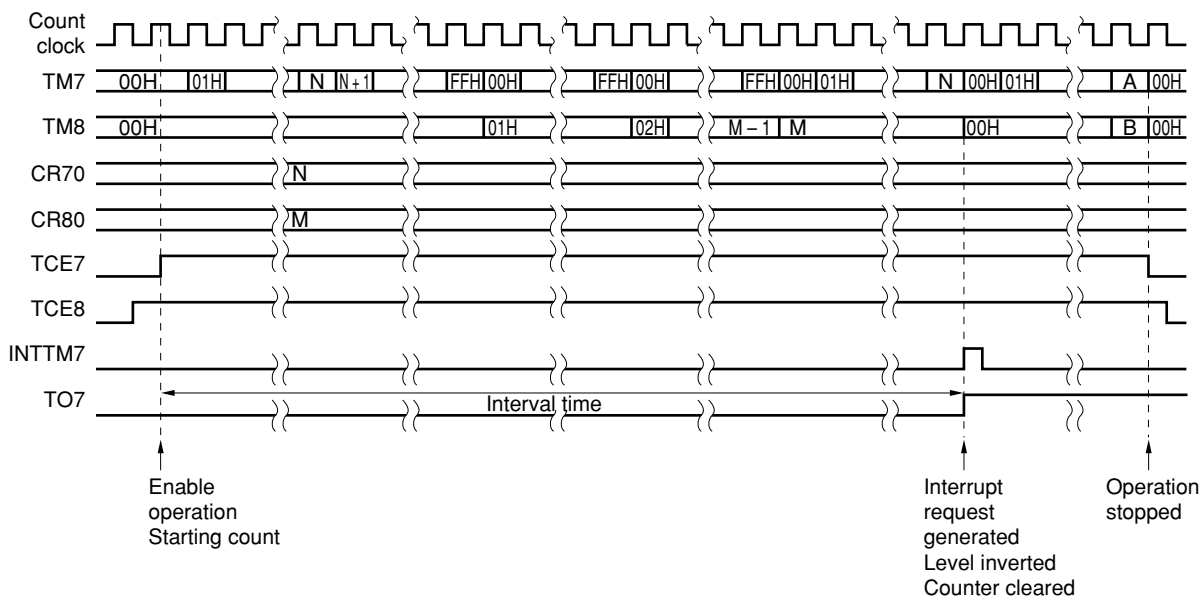 Count
clock
TM7 00H 01H N N+1 FFH 00H FFH 00H FFH 00H 01H N 00H 01H A 00H
TM8 00H 01H 02H M – 1 M 00H B 00H
CR70 N
CR80 M
TCE7
TCE8
INTTM7
TO7
Interval time
Enable
operation
Starting count
Interrupt
request
generated
Level inverted
Counter cleared
Operation
stopped